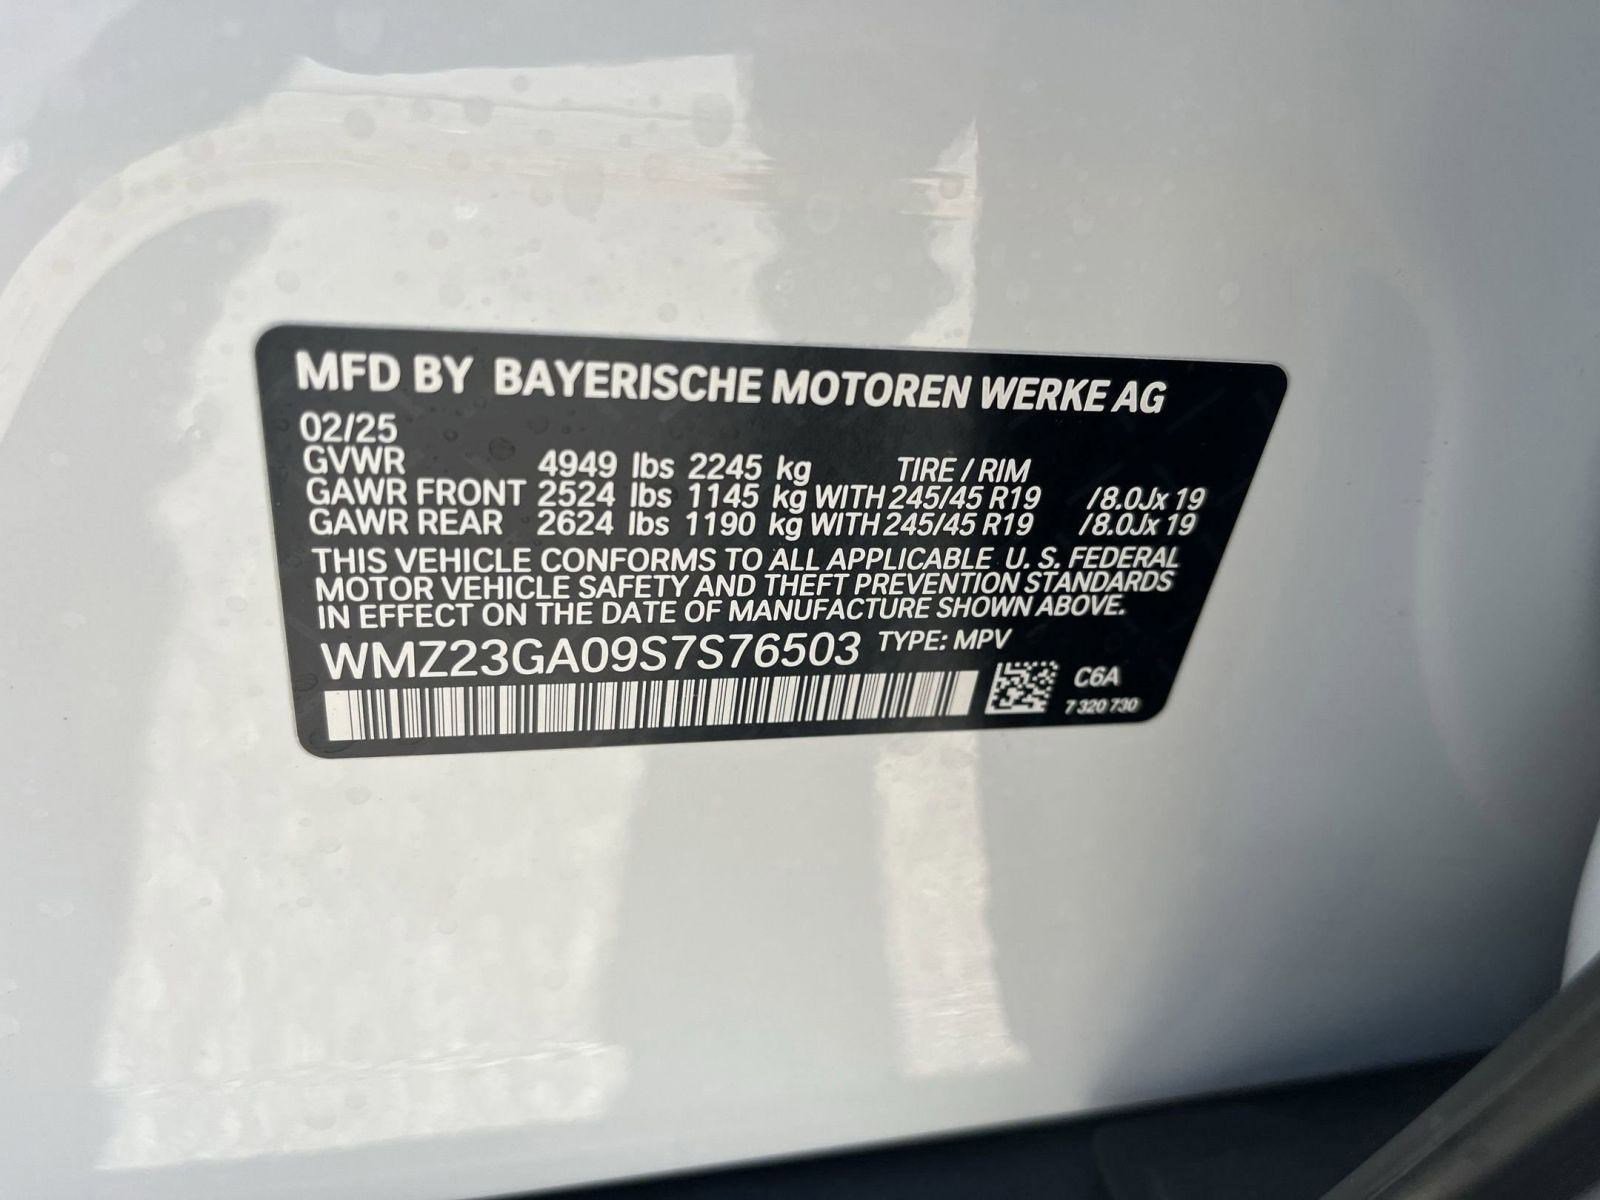 MFD BY BAYERISCHE MOTOREN WERKE AG
02/25
GVWR 4949 lbs 2245 kg TIRE / RIM
GAWR FRONT 2524 lbs 1145 kg WITH 245/45 R19 /8.0Jx 19
GAWR REAR 2624 lbs 1190 kg WITH 245/45 R19 /8.0Jx 19
THIS VEHICLE CONFORMS TO ALL APPLICABLE U. S. FEDERAL
MOTOR VEHICLE SAFETY AND THEFT PREVENTION STANDARDS
IN EFFECT ON THE DATE OF MANUFACTURE SHOWN ABOVE.
WMZ23GA09S7S76503 TYPE: MPV
C6A
7 320 730